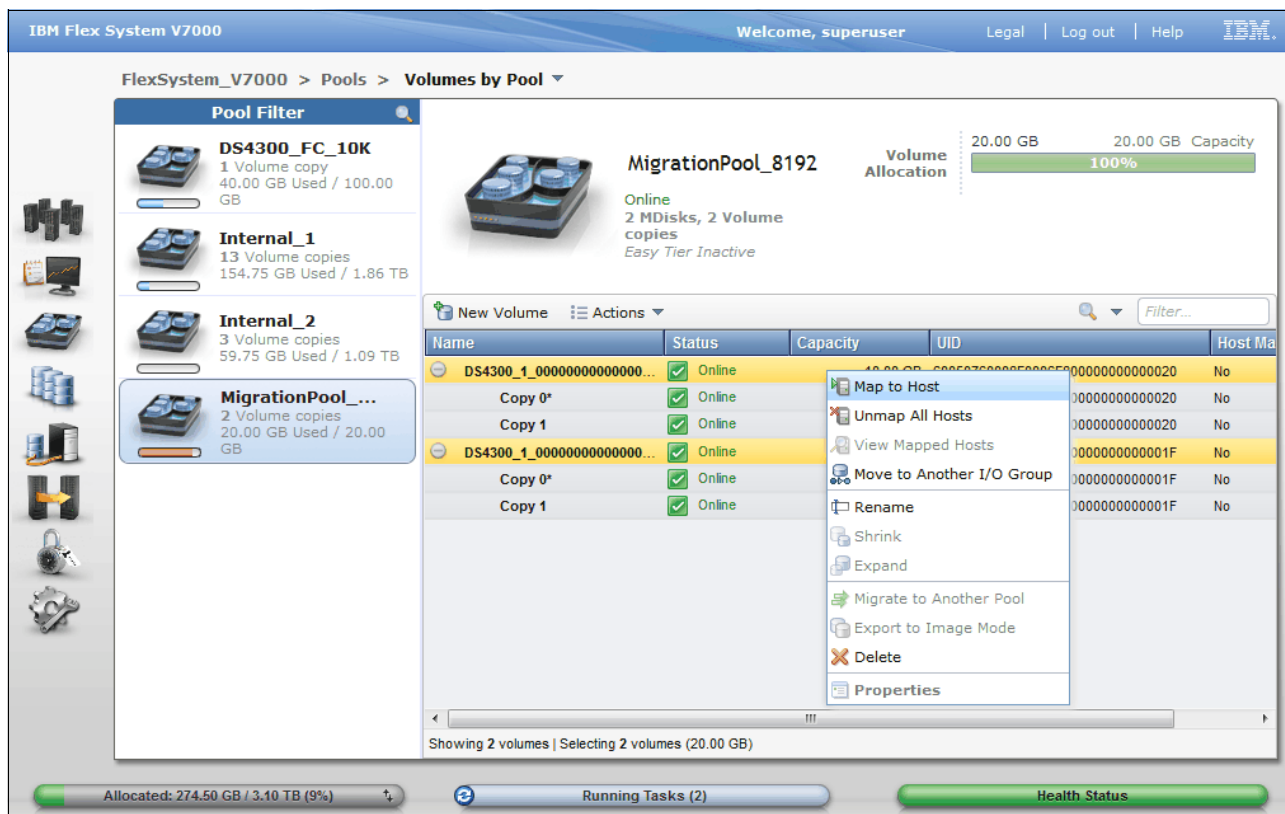 IBM Flex System V7000
Welcome, superuser
Legal | Log out | Help
IBM.
FlexSystem_V7000 > Pools > Volumes by Pool
Pool Filter
DS4300_FC_10K
1 Volume copy
40.00 GB Used / 100.00
GB
Internal_1
13 Volume copies
154.75 GB Used / 1.86 TB
Internal_2
3 Volume copies
59.75 GB Used / 1.09 TB
MigrationPool_...
2 Volume copies
20.00 GB Used / 20.00
GB
MigrationPool_8192
Online
2 MDisks, 2 Volume
copies
Easy Tier Inactive
Volume
Allocation
20.00 GB 20.00 GB Capacity
100%
New Volume Actions Filter...
Name Status Capacity UID Host Ma
DS4300_1_00000000000000... Online 000000000000020 No
Copy 0* Online 00000000000020 No
Copy 1 Online 00000000000020 No
DS4300_1_00000000000000... Online 000000000001F No
Copy 0* Online 000000000001F No
Copy 1 Online 000000000001F No
Map to Host
Unmap All Hosts
View Mapped Hosts
Move to Another I/O Group
Rename
Shrink
Expand
Migrate to Another Pool
Export to Image Mode
Delete
Properties
Showing 2 volumes | Selecting 2 volumes (20.00 GB)
Allocated: 274.50 GB / 3.10 TB (9%)
Running Tasks (2)
Health Status